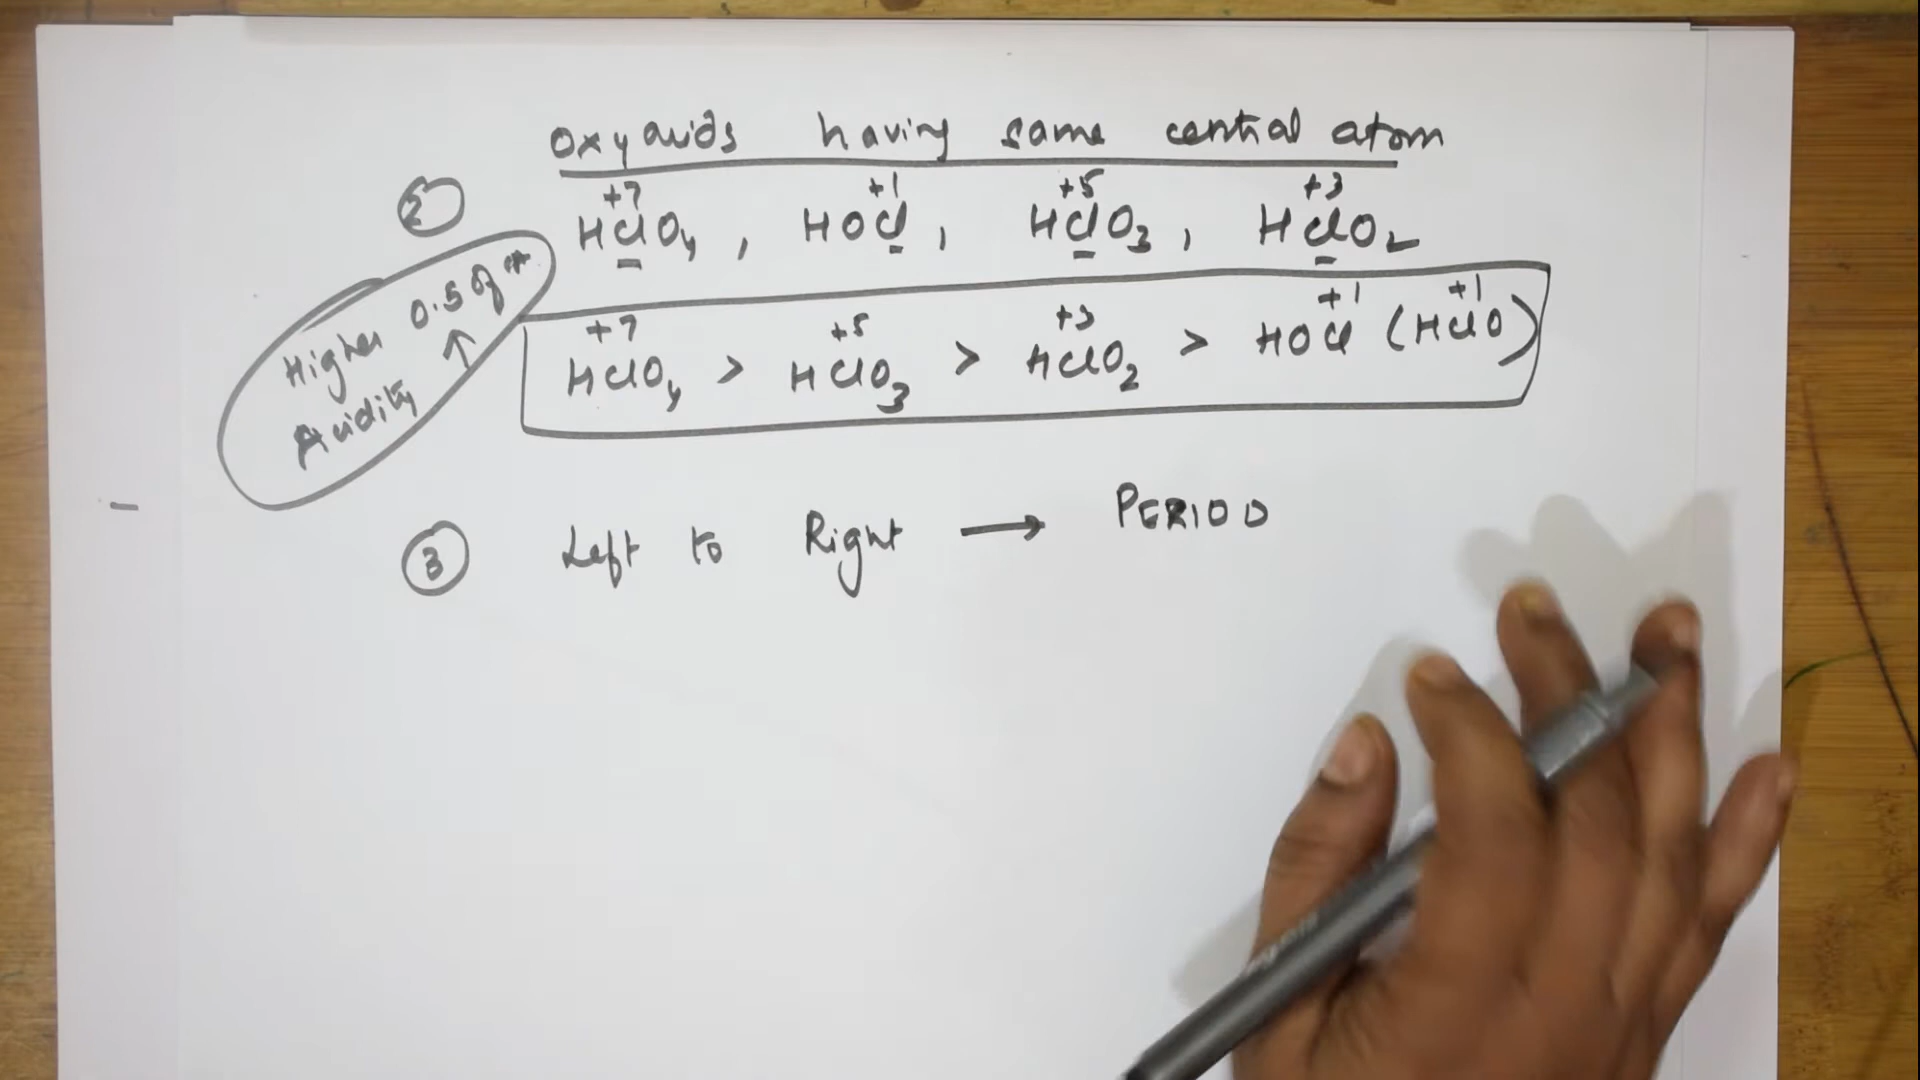 oxyacids having same central atom
②
+7 +1 +5 +3
HClO4 , HOCl , HClO3 , HClO2
Higher O.S of
Acidity ↑
+7 +5 +3 +1 +1
HClO4 > HClO3 > HClO2 > HOCl (HClO)
③ Left to Right → PERIOD